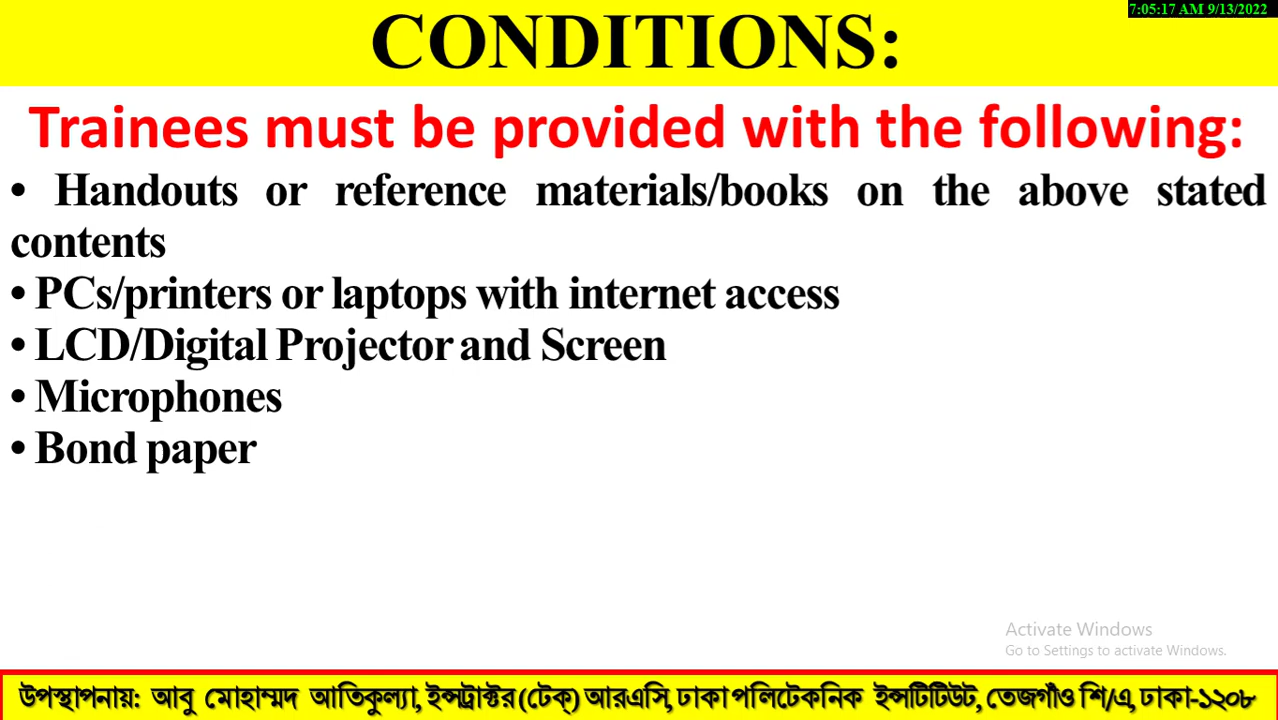 7:05:17 AM 9/13/2022
CONDITIONS:
Trainees must be provided with the following:
• Handouts or reference materials/books on the above stated
contents
• PCs/printers or laptops with internet access
• LCD/Digital Projector and Screen
• Microphones
• Bond paper
Activate Windows
Go to Settings to activate Windows.
উপস্থাপনায়: আবু মোহাম্মদ আতিকুল্যা, ইন্সট্রাক্টর (টেক্) আরএসি, ঢাকা পলিটেকনিক ইন্সটিটিউট, তেজগাঁও শি/এ, ঢাকা-১২০৮